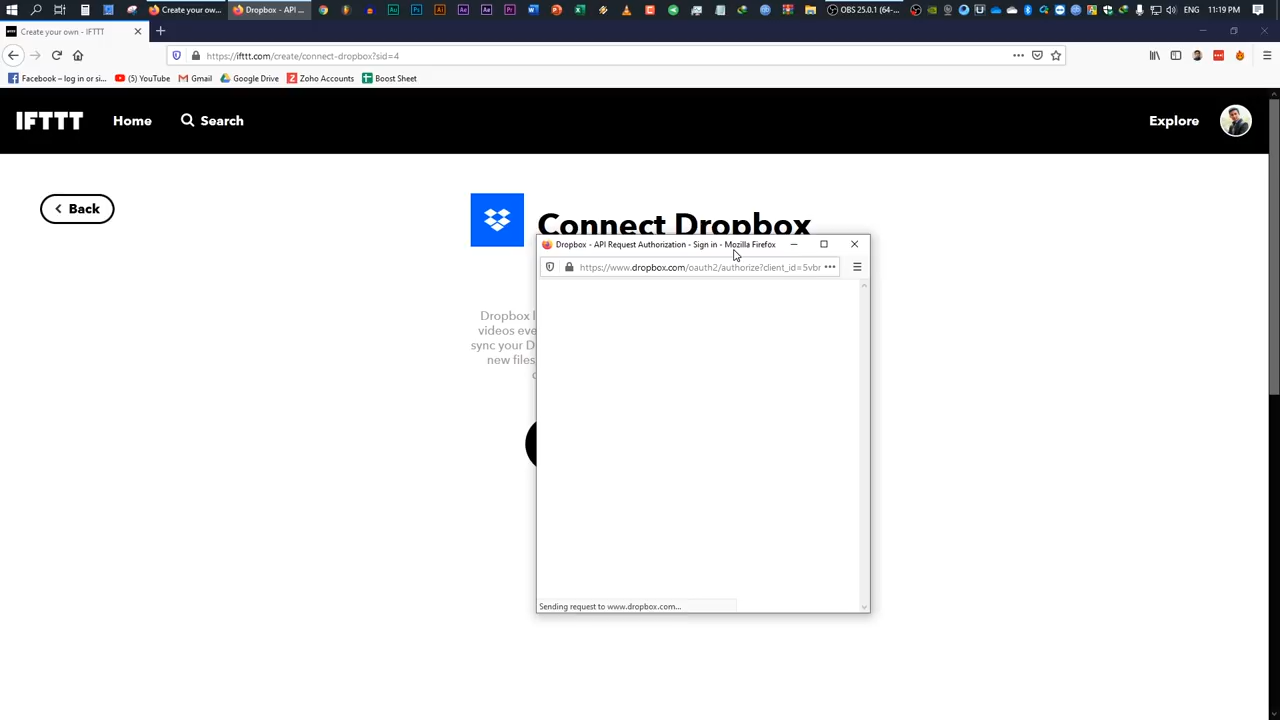 Create your own...
Dropbox - API ...
OBS 25.0.1 (64-...
ENG
11:19 PM
Create your own - IFTTT
https://ifttt.com/create/connect-dropbox?sid=4
Facebook – log in or si...
(5) YouTube
Gmail
Google Drive
Zoho Accounts
Boost Sheet
IFTTT
Home
Search
Explore
Back
Connect Dropbox
Dropbox - API Request Authorization - Sign in - Mozilla Firefox
https://www.dropbox.com/oauth2/authorize?client_id=5vbr
Dropbox l
videos eve
sync your D
new files
Sending request to www.dropbox.com...